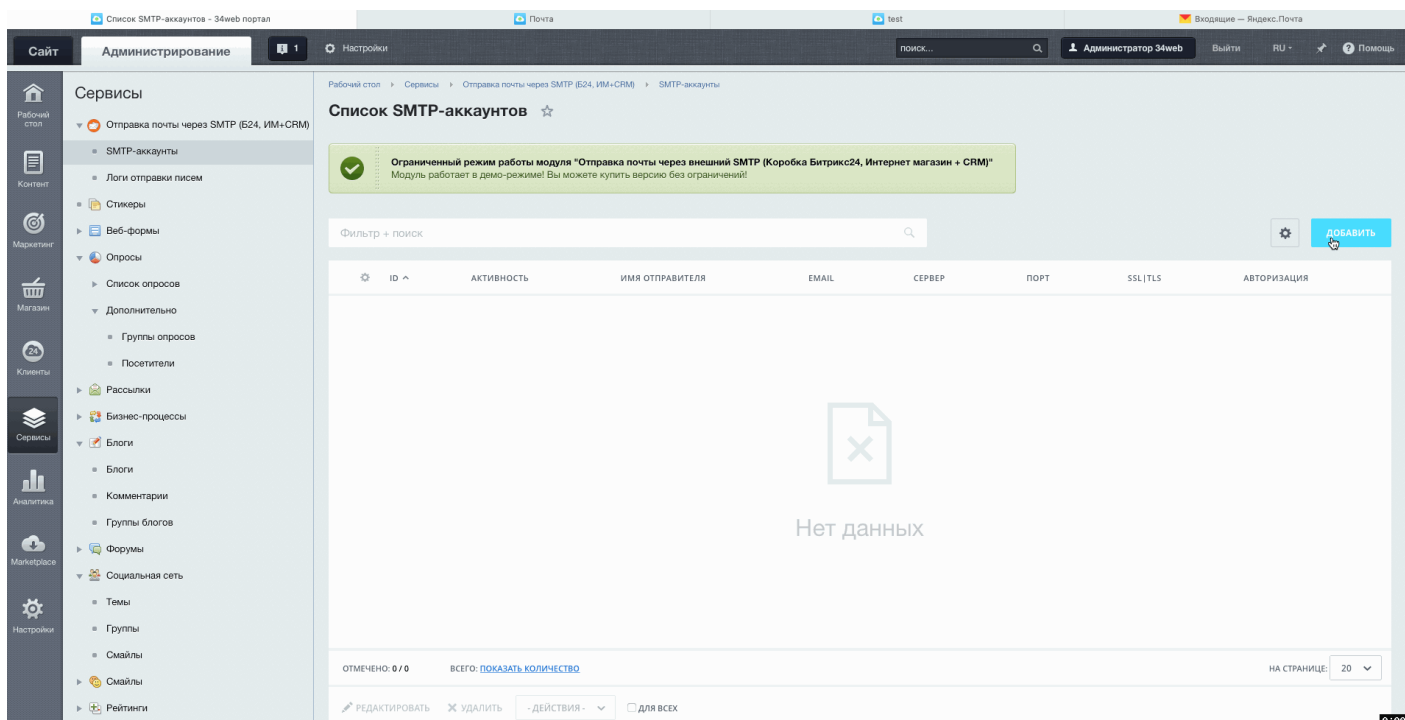 Список SMTP-аккаунтов - 34web портал
Почта
test
Входящие — Яндекс.Почта
Сайт
Администрирование
1
Настройки
поиск...
Администратор 34web
Выйти
RU
Помощь
Рабочий
стол
Контент
Маркетинг
Магазин
24
Клиенты
Сервисы
Аналитика
Marketplace
Настройки
Сервисы
Отправка почты через SMTP (Б24, ИМ+CRM)
SMTP-аккаунты
Логи отправки писем
Стикеры
Веб-формы
Опросы
Список опросов
Дополнительно
Группы опросов
Посетители
Рассылки
Бизнес-процессы
Блоги
Блоги
Комментарии
Группы блогов
Форумы
Социальная сеть
Темы
Группы
Смайлы
Смайлы
Рейтинги
Рабочий стол Сервисы Отправка почты через SMTP (Б24, ИМ+CRM) SMTP-аккаунты
Список SMTP-аккаунтов
Ограниченный режим работы модуля "Отправка почты через внешний SMTP (Коробка Битрикс24, Интернет магазин + CRM)"
Модуль работает в демо-режиме! Вы можете купить версию без ограничений!
Фильтр + поиск
ДОБАВИТЬ
ID АКТИВНОСТЬ ИМЯ ОТПРАВИТЕЛЯ EMAIL СЕРВЕР ПОРТ SSL|TLS АВТОРИЗАЦИЯ
Нет данных
ОТМЕЧЕНО: 0 / 0 ВСЕГО: ПОКАЗАТЬ КОЛИЧЕСТВО НА СТРАНИЦЕ: 20
РЕДАКТИРОВАТЬ УДАЛИТЬ - ДЕЙСТВИЯ - ДЛЯ ВСЕХ